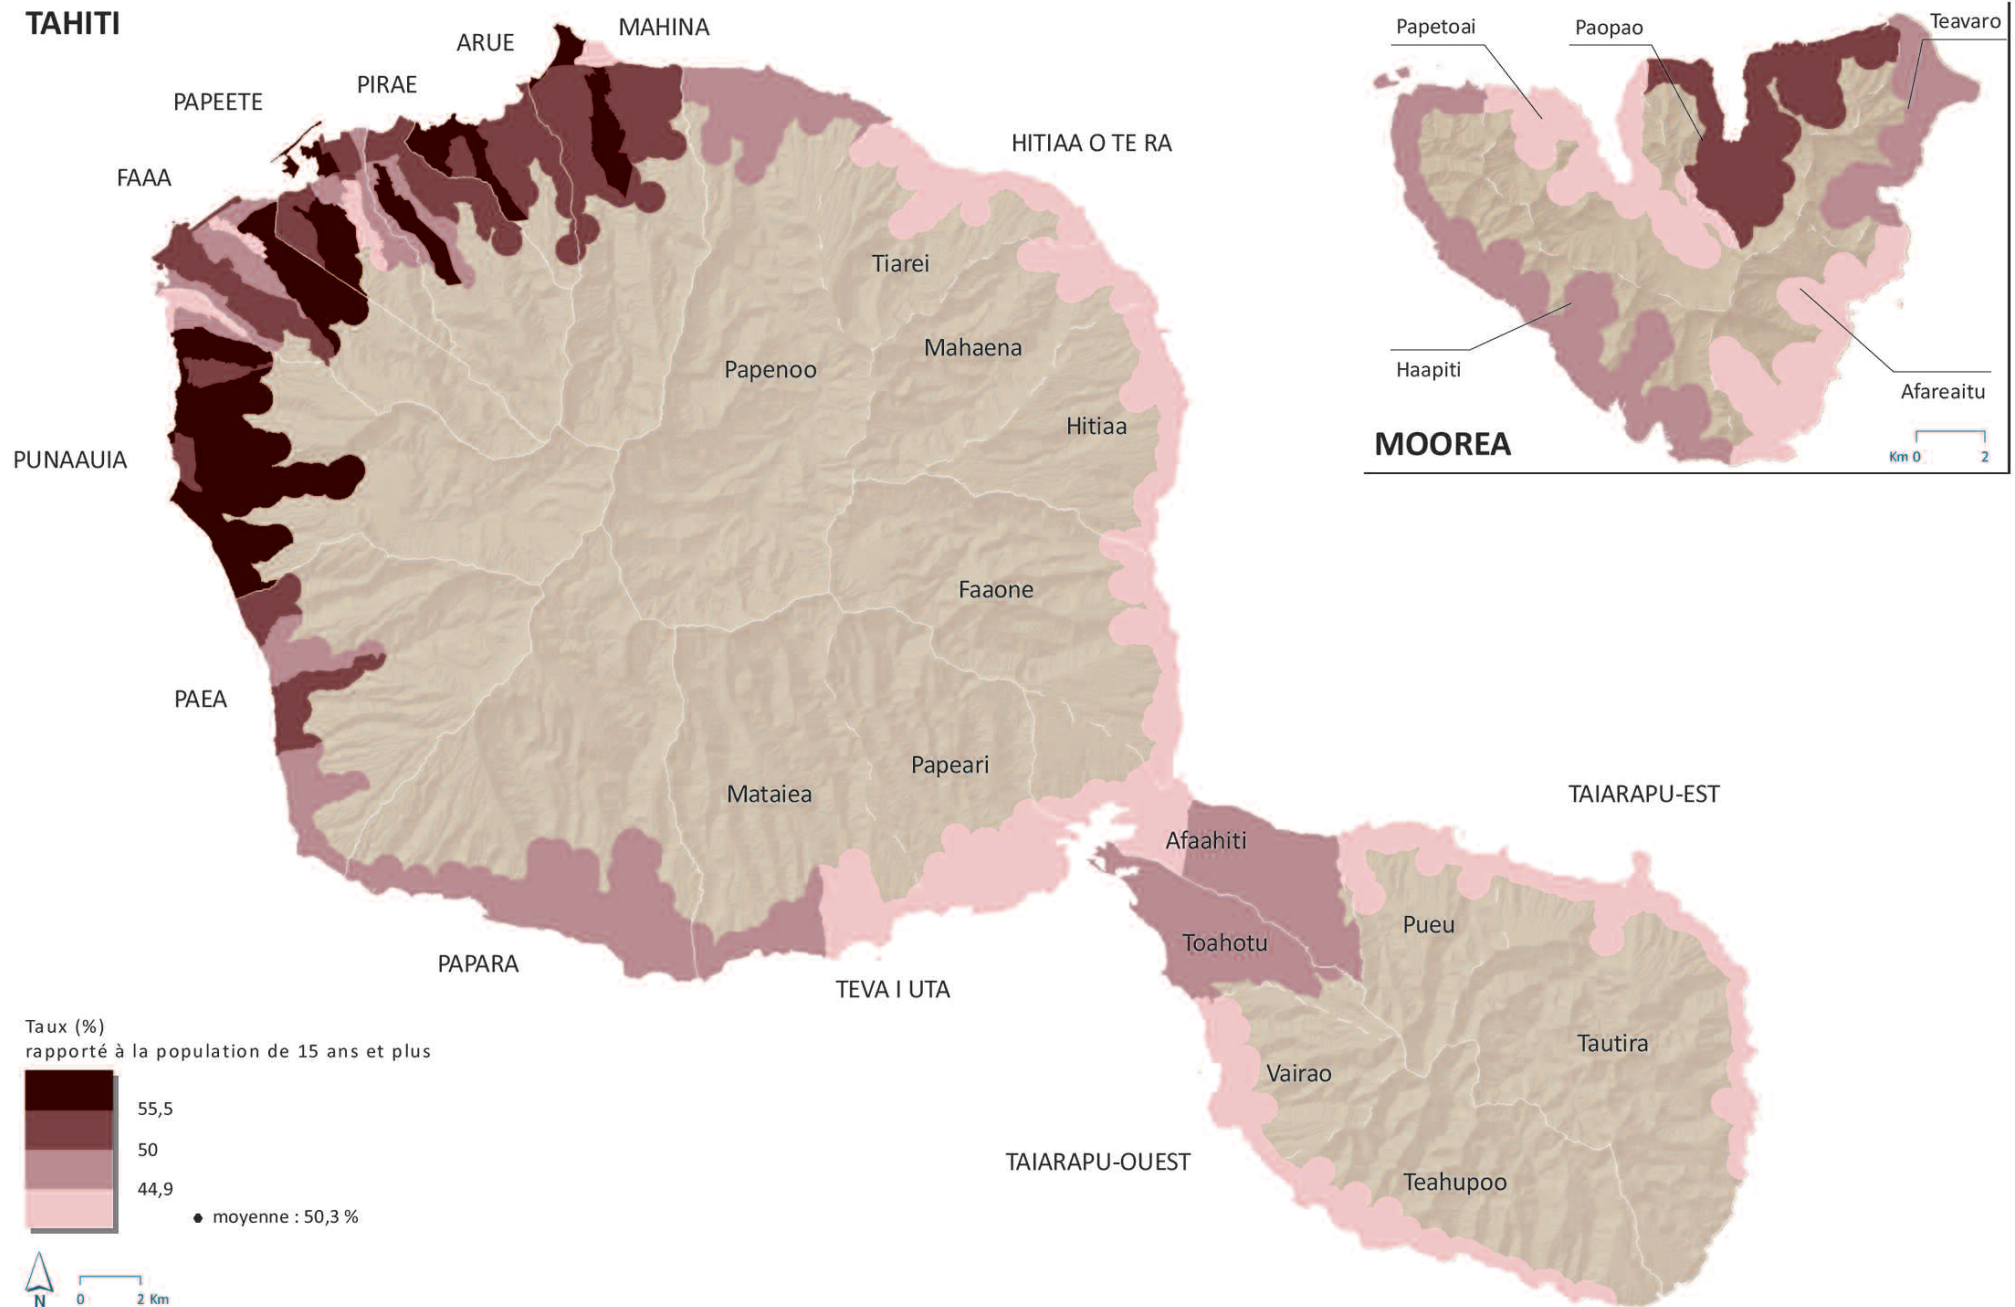 TAHITI
MAHINA
ARUE
PIRAE
PAPEETE
FAAA
HITIAA O TE RA
Tiarei
Mahaena
Papenoo
Hitiaa
PUNAAUIA
Faaone
PAEA
Papeari
Mataiea
Afaahiti
TAIARAPU-EST
Pueu
Toahotu
PAPARA
TEVA I UTA
Tautira
Vairao
TAIARAPU-OUEST
Teahupoo
Papetoai
Paopao
Teavaro
Haapiti
Afareaitu
MOOREA
Km 0 2
Taux (%)
rapporté à la population de 15 ans et plus
55,5
50
44,9
moyenne : 50,3 %
N
0 2 Km